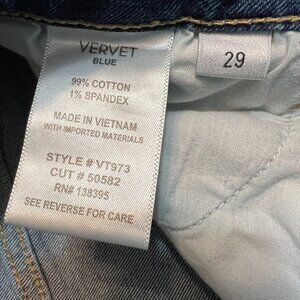 VERVET
BLUE
99% COTTON
1% SPANDEX
MADE IN VIETNAM
WITH IMPORTED MATERIALS
STYLE # VT973
CUT # 50582
RN# 138395
SEE REVERSE FOR CARE
29